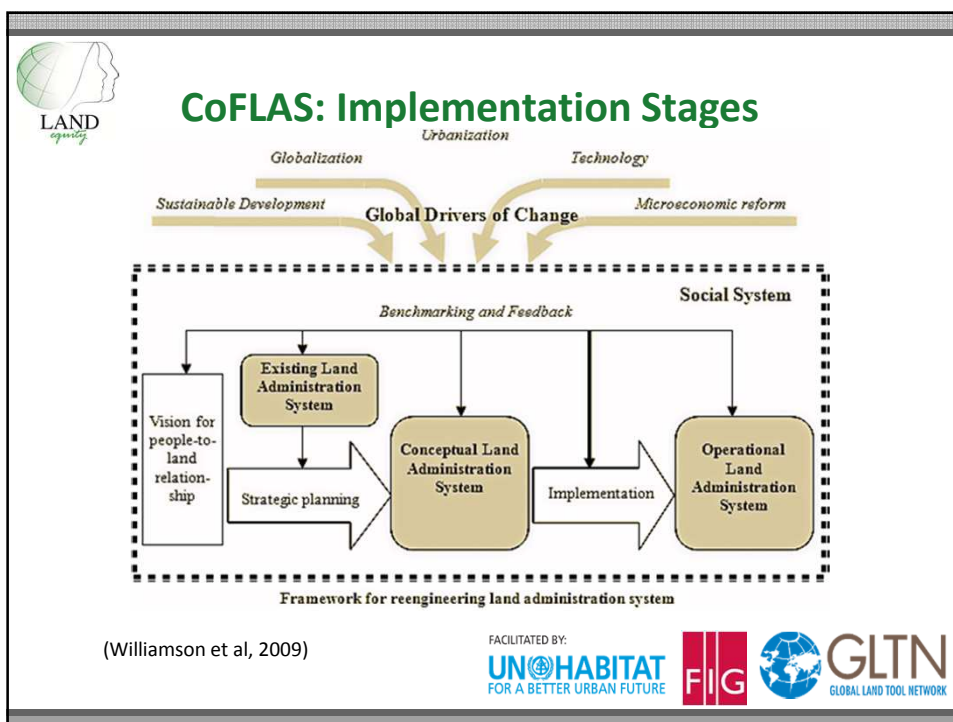 LAND
equity
CoFLAS: Implementation Stages
Urbanization
Globalization
Technology
Sustainable Development
Global Drivers of Change
Microeconomic reform
Social System
Benchmarking and Feedback
Existing Land
Administration
System
Vision for
people-to-
land
relation-
ship
Strategic planning
Conceptual Land
Administration
System
Implementation
Operational
Land
Administration
System
Framework for reengineering land administration system
(Williamson et al, 2009)
FACILITATED BY:
UN HABITAT
FOR A BETTER URBAN FUTURE
FIG
GLTN
GLOBAL LAND TOOL NETWORK